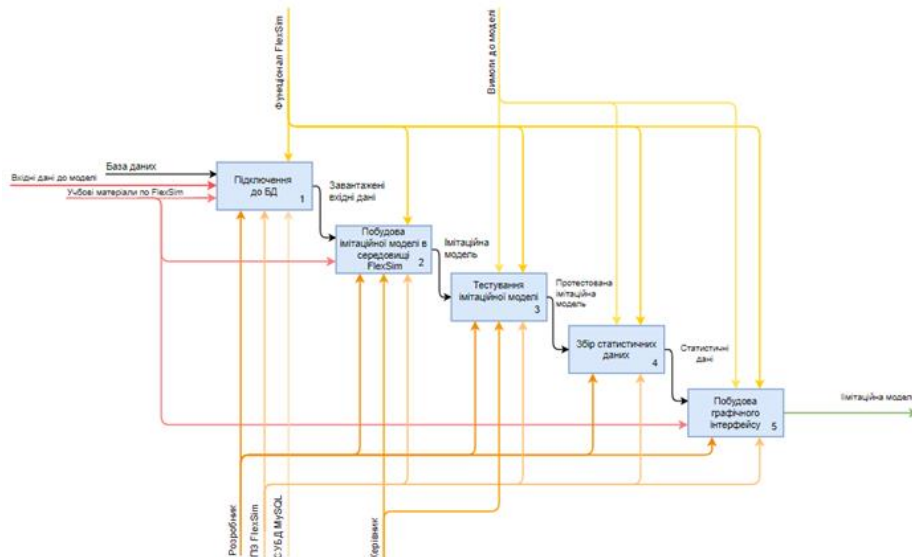 Функціонал FlexSim
Вимоги до моделі
База даних
Вхідні дані до моделі
Учбові матеріали по FlexSim
Підключення
до БД
1
Завантажені
вхідні дані
Побудова
імітаційної моделі в
середовищі
FlexSim
2
Імітаційна
модель
Тестування
імітаційної моделі
3
Протестована
імітаційна
модель
Збір статистичних
даних
4
Статистичні
дані
Побудова
графічного
інтерфейсу
5
Імітаційна модель
Розробник
ПЗ FlexSim
СУБД MySQL
Керівник